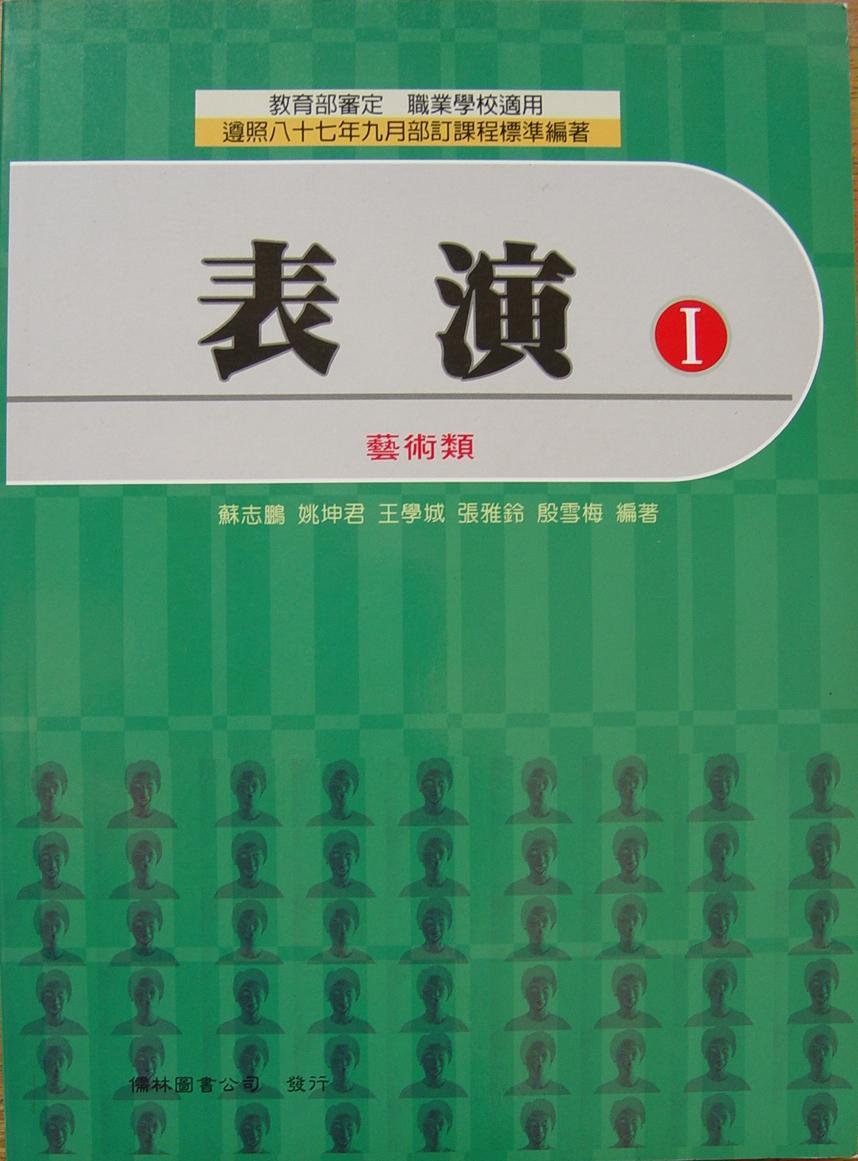 教育部審定 職業學校適用
遵照八十七年九月部訂課程標準編著
表 演 I
藝術類
蘇志鵬 姚坤君 王學城 張雅鈴 殷雪梅 編著
儒林圖書公司 發行